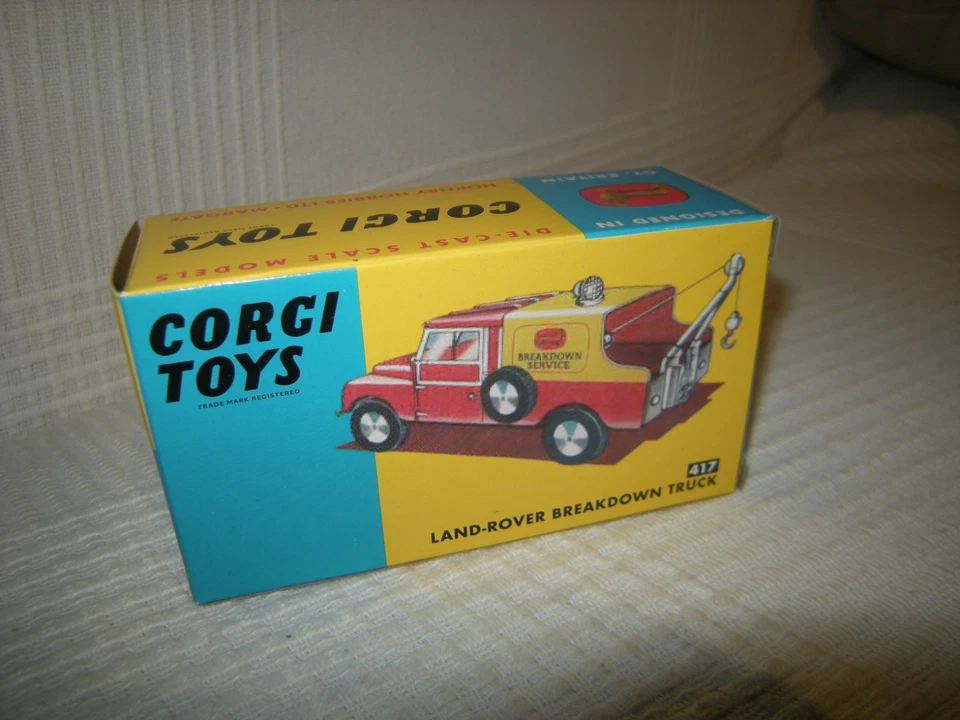 DESIGNED IN
GT. BRITAIN
DIE-CAST SCALE MODELS
CORGI TOYS
HORNBY HOBBIES LTD • MARGATE
CORGI
TOYS
TRADE MARK REGISTERED
BREAKDOWN
SERVICE
417
LAND-ROVER BREAKDOWN TRUCK